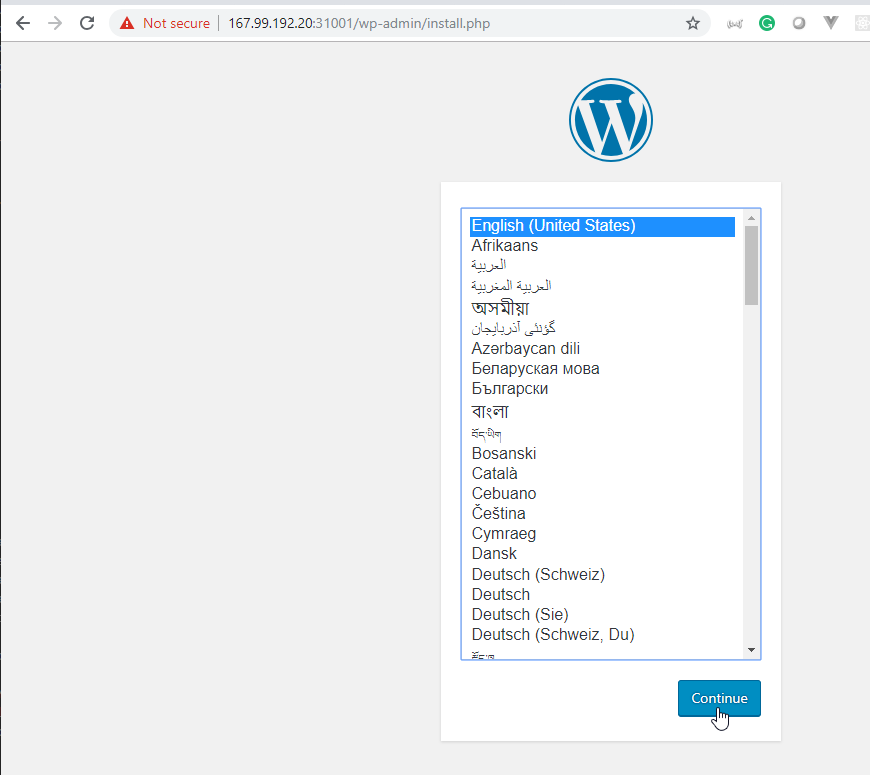 Not secure | 167.99.192.20:31001/wp-admin/install.php
W
English (United States)
Afrikaans
العربية
العربية المغربية
অসমীয়া
گؤنئی آذربایجان
Azərbaycan dili
Беларуская мова
Български
বাংলা
བོད་ཡིག
Bosanski
Català
Cebuano
Čeština
Cymraeg
Dansk
Deutsch (Schweiz)
Deutsch
Deutsch (Sie)
Deutsch (Schweiz, Du)
Continue